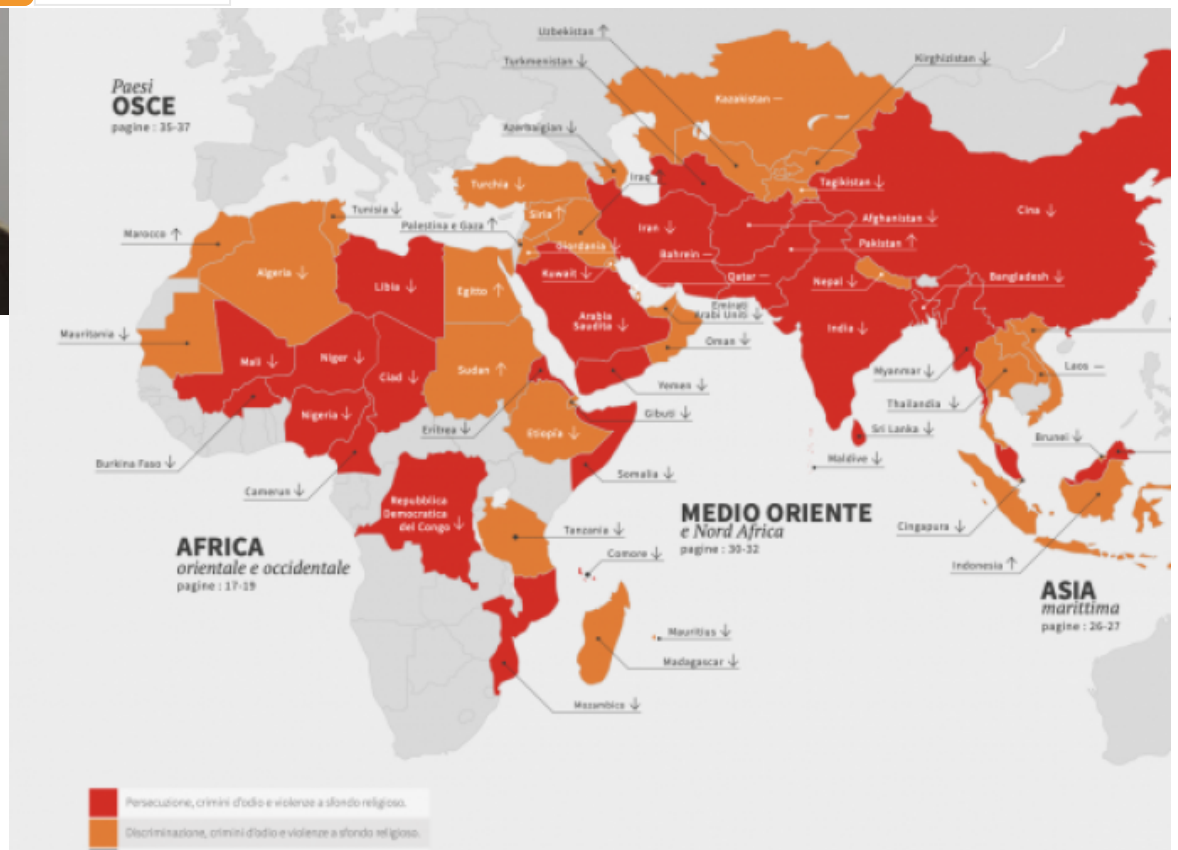 Uzbekistan ↑
Turkmenistan ↓
Kirghizistan ↓
Paesi
OSCE
pagine : 35-37
Kazakistan —
Azerbaigian ↓
Turchia ↓
Iraq
Tagikistan ↓
Tunisia ↓
Siria ↑
Cina ↓
Palestina e Gaza ↑
Iran ↓
Afghanistan ↓
Marocco ↑
Giordania ↓
Pakistan ↑
Bahrein —
Algeria ↓
Kuwait ↓
Qatar —
Nepal ↓
Bangladesh ↓
Libia ↓
Egitto ↑
Emirati
Arabi Uniti ↓
Arabia
Saudita ↓
India ↓
Mauritania ↓
Oman ↓
Mali ↓
Niger ↓
Ciad ↓
Sudan ↑
Myanmar ↓
Laos —
Yemen ↓
Thailandia ↓
Nigeria ↓
Gibuti ↓
Eritrea ↓
Etiopia ↓
Sri Lanka ↓
Brunei ↓
Burkina Faso ↓
Maldive ↓
Somalia ↓
Camerun ↓
Repubblica
Democratica
del Congo ↓
MEDIO ORIENTE
e Nord Africa
pagine : 30-32
Cingapura ↓
Tanzania ↓
AFRICA
orientale e occidentale
pagine : 17-19
Comore ↓
Indonesia ↑
ASIA
marittima
pagine : 26-27
Mauritius ↓
Madagascar ↓
Mozambico ↓
Persecuzione, crimini d'odio e violenze a sfondo religioso.
Discriminazione, crimini d'odio e violenze a sfondo religioso.